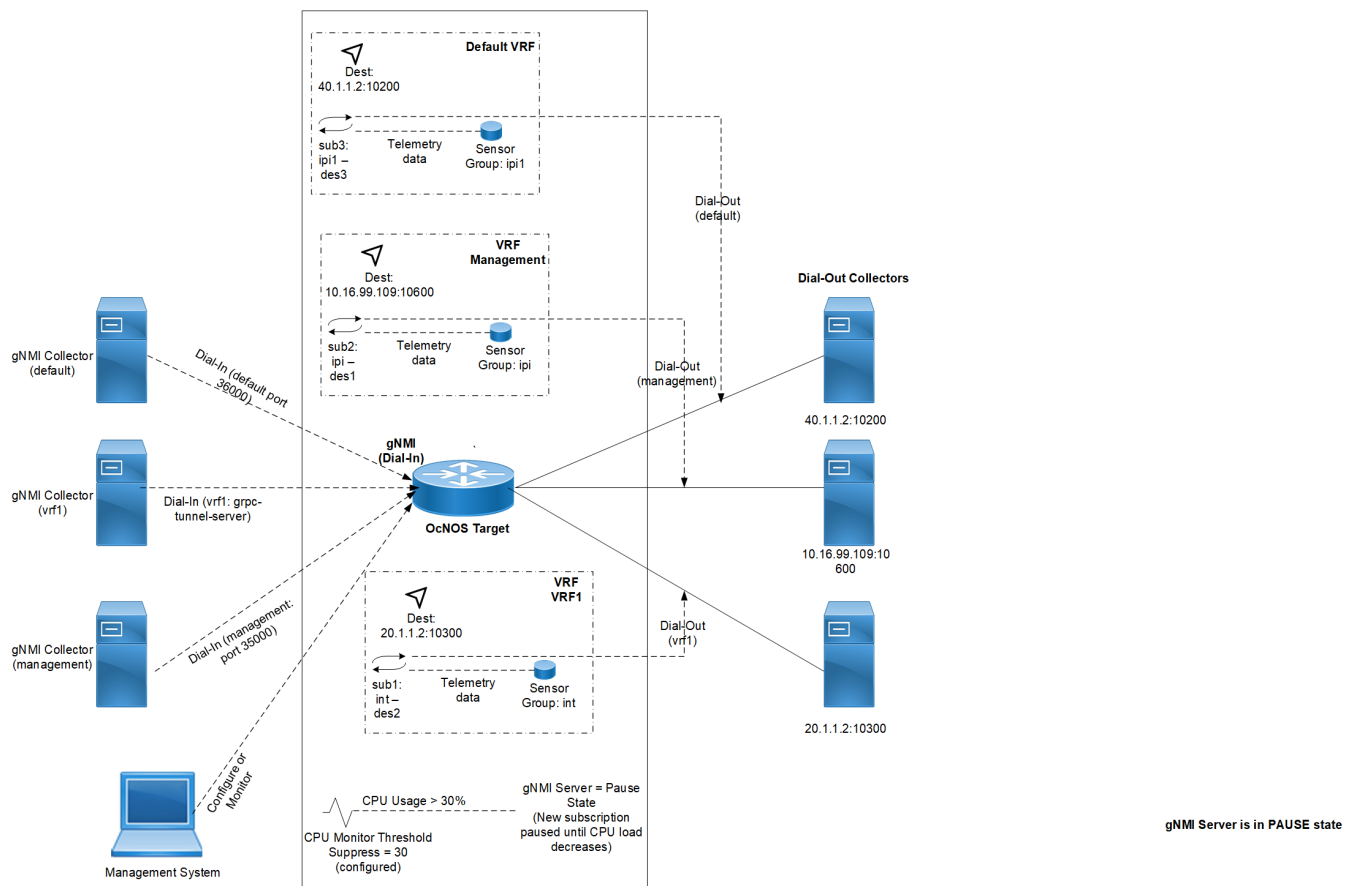 Default VRF
Dest:
40.1.1.2:10200
sub3:
ipi1 –
des3
Telemetry
data
Sensor
Group: ipi1
Dial-Out
(default)
VRF
Management
Dest:
10.16.99.109:10600
sub2:
ipi –
des1
Telemetry
data
Sensor
Group: ipi
Dial-Out
(management)
Dial-Out Collectors
gNMI Collector
(default)
Dial-In (default port
36000)
40.1.1.2:10200
gNMI
(Dial-In)
gNMI Collector
(vrf1)
Dial-In (vrf1: grpc-
tunnel-server)
OcNOS Target
10.16.99.109:10
600
VRF
VRF1
Dest:
20.1.1.2:10300
sub1:
int –
des2
Telemetry
data
Sensor
Group: int
Dial-Out
(vrf1)
gNMI Collector
(management)
Dial-In (management:
port 35000)
20.1.1.2:10300
Configure or
Monitor
Management System
CPU Usage > 30%
CPU Monitor Threshold
Suppress = 30
(configured)
gNMI Server = Pause
State
(New subscription
paused until CPU load
decreases)
gNMI Server is in PAUSE state